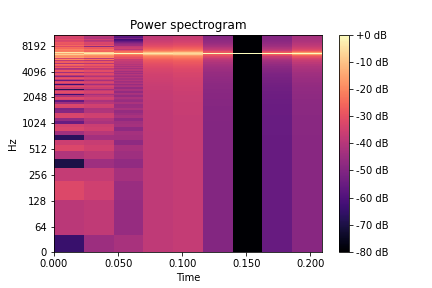 Power spectrogram
Hz
8192
4096
2048
1024
512
256
128
64
0
0.000
0.050
0.100
0.150
0.200
Time
+0 dB
-10 dB
-20 dB
-30 dB
-40 dB
-50 dB
-60 dB
-70 dB
-80 dB